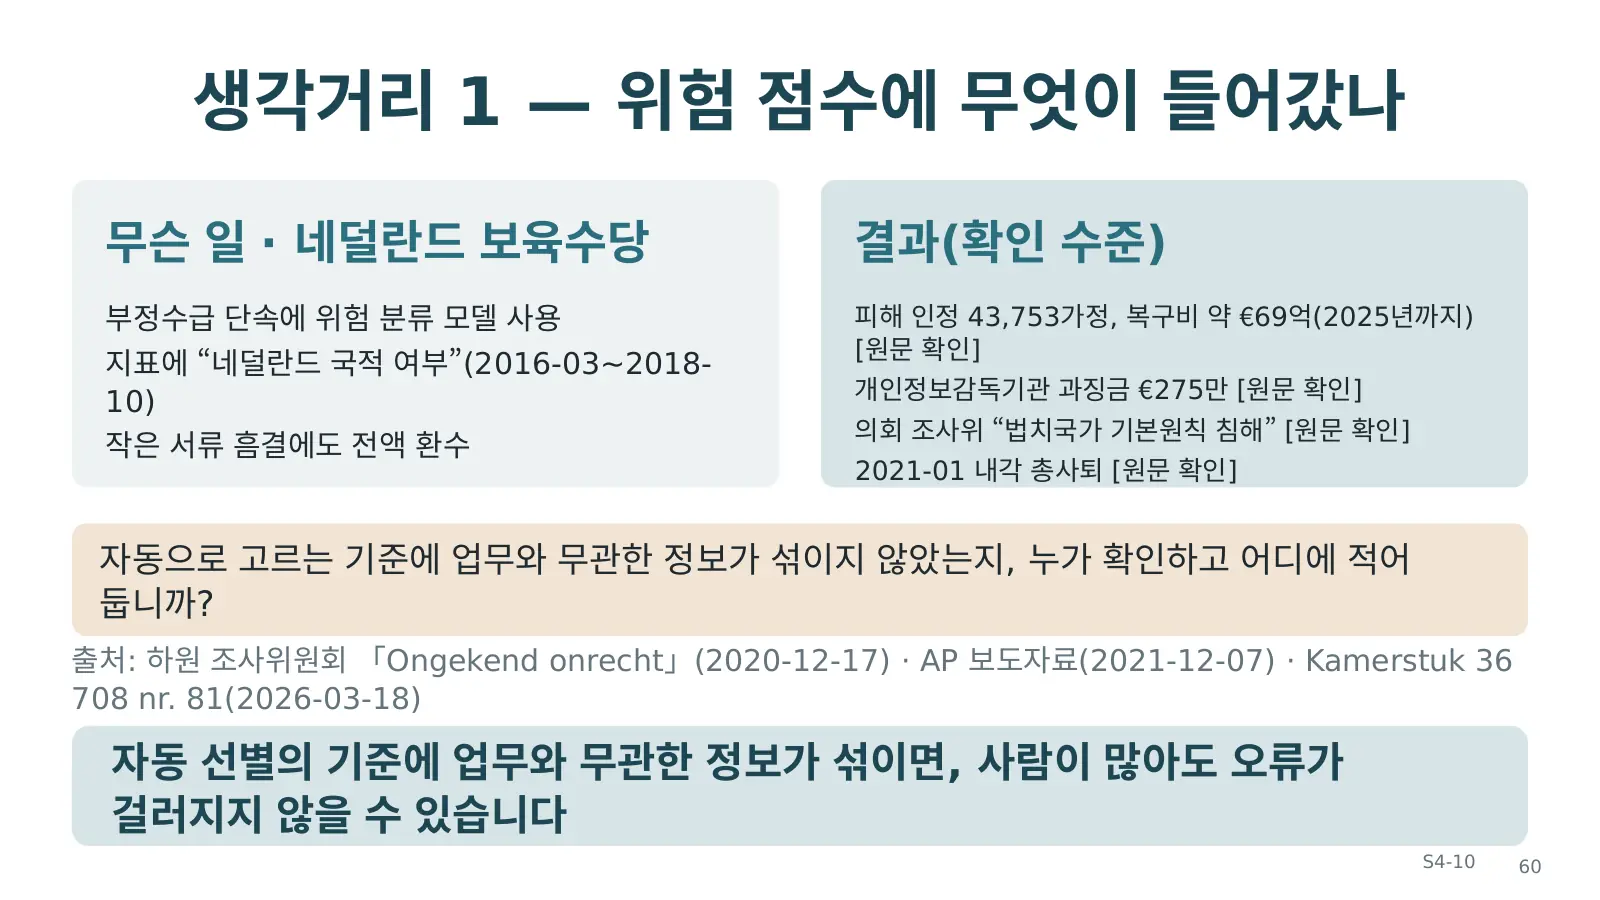 생각거리 1 — 위험 점수에 무엇이 들어갔나
무슨 일 · 네덜란드 보육수당
부정수급 단속에 위험 분류 모델 사용
지표에 “네덜란드 국적 여부”(2016-03~2018-
10)
작은 서류 흠결에도 전액 환수
결과(확인 수준)
피해 인정 43,753가정, 복구비 약 €69억(2025년까지)
[원문 확인]
개인정보감독기관 과징금 €275만 [원문 확인]
의회 조사위 “법치국가 기본원칙 침해” [원문 확인]
2021-01 내각 총사퇴 [원문 확인]
자동으로 고르는 기준에 업무와 무관한 정보가 섞이지 않았는지, 누가 확인하고 어디에 적어
둡니까?
출처: 하원 조사위원회 「Ongekend onrecht」(2020-12-17) · AP 보도자료(2021-12-07) · Kamerstuk 36
708 nr. 81(2026-03-18)
자동 선별의 기준에 업무와 무관한 정보가 섞이면, 사람이 많아도 오류가
걸러지지 않을 수 있습니다
S4-10
60